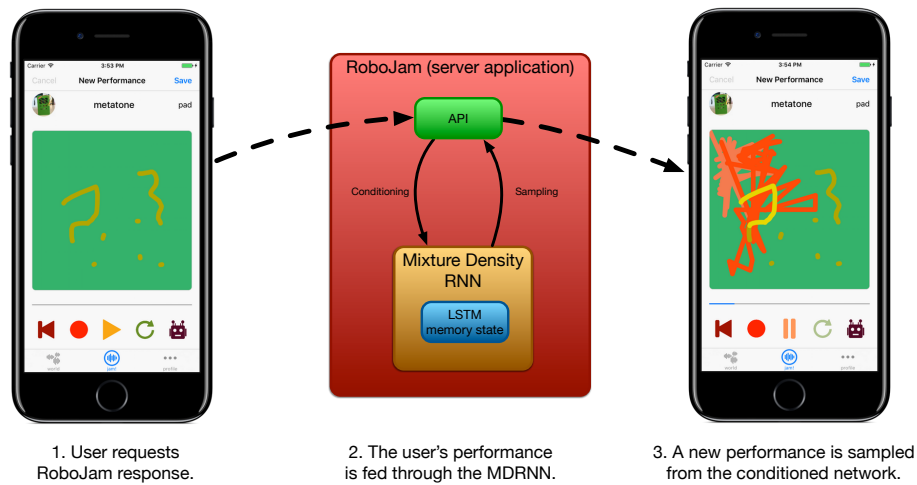 Carrier
3:53 PM
Cancel
New Performance
Save
metatone
pad
world
jam!
profile
1. User requests
RoboJam response.
RoboJam (server application)
API
Conditioning
Sampling
Mixture Density
RNN
LSTM
memory state
2. The user's performance
is fed through the MDRNN.
Carrier
3:54 PM
Cancel
New Performance
Save
metatone
pad
world
jam!
profile
3. A new performance is sampled
from the conditioned network.